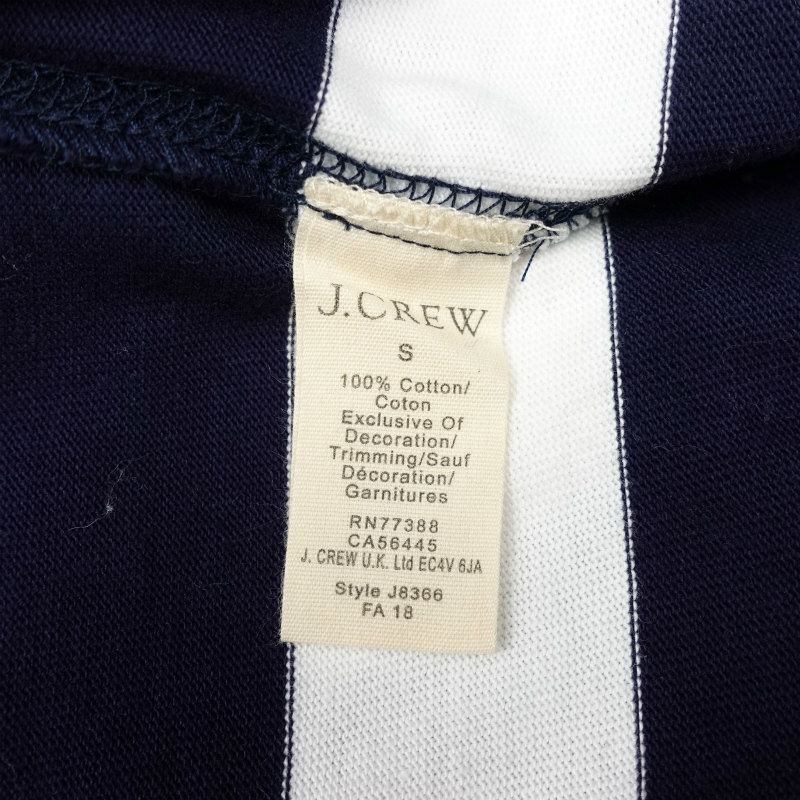 J.CREW
S
100% Cotton/
Coton
Exclusive Of
Decoration/
Trimming/Sauf
Décoration/
Garnitures
RN77388
CA56445
J. CREW U.K. Ltd EC4V 6JA
Style J8366
FA 18